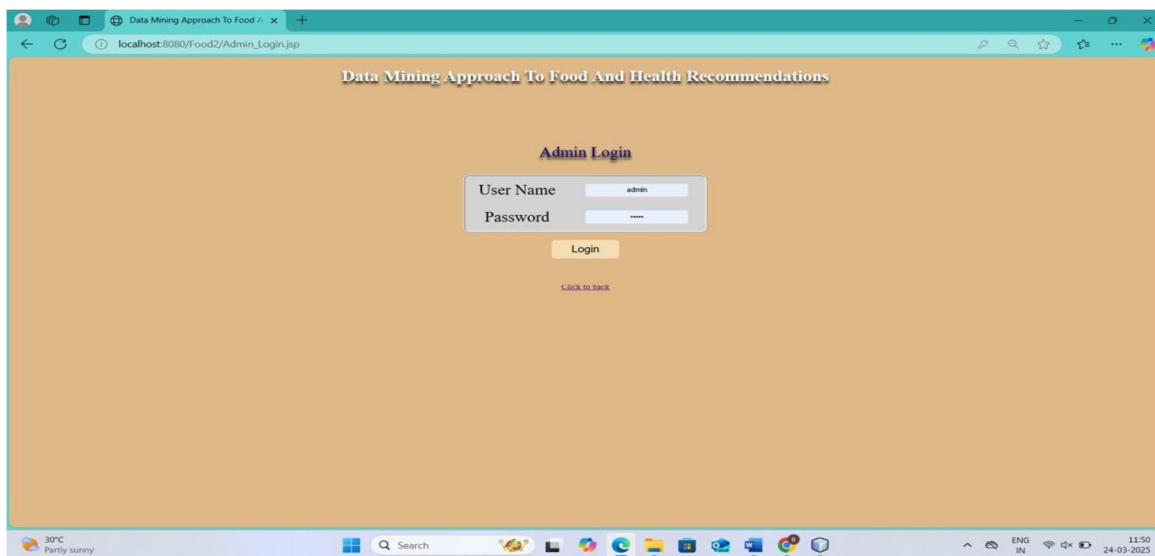 Data Mining Approach To Food A
localhost:8080/Food2/Admin_Login.jsp
Data Mining Approach To Food And Health Recommendations
Admin Login
User Name admin
Password •••••
Login
Click to back
30°C
Partly sunny
Search
ENG
IN
11:50
24-03-2025